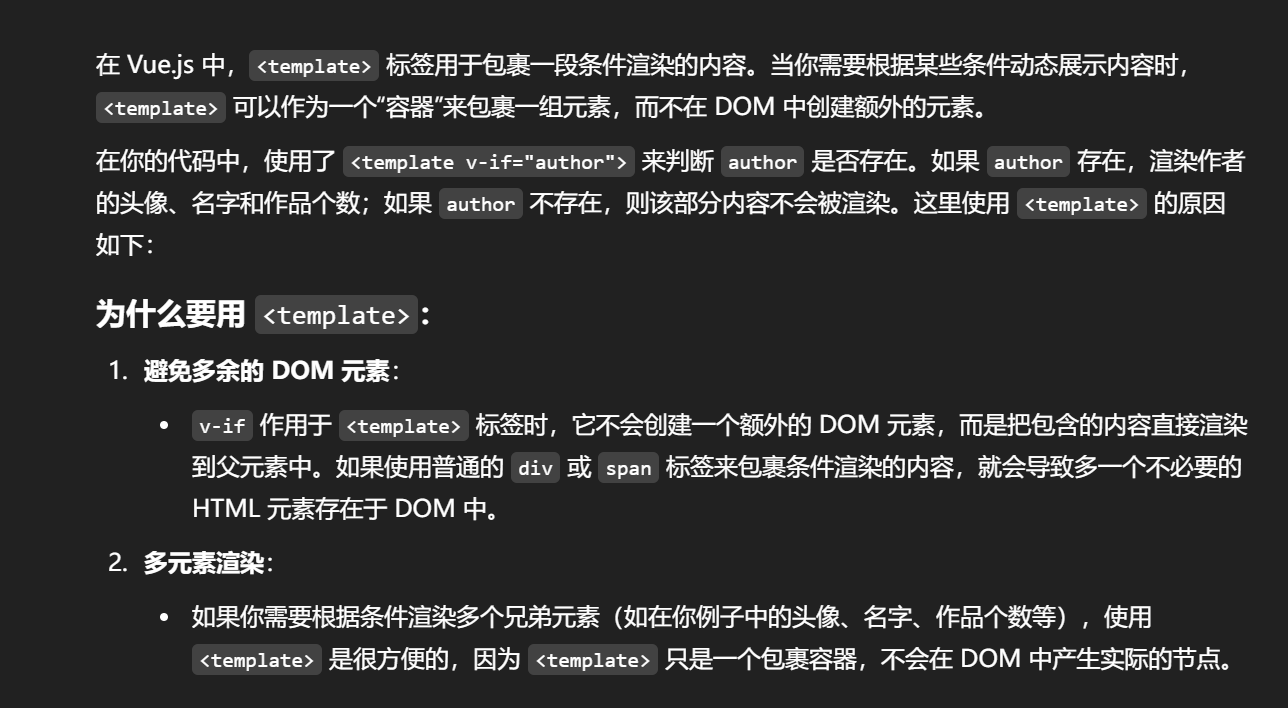 在 Vue.js 中，<template> 标签用于包裹一段条件渲染的内容。当你需要根据某些条件动态展示内容时，
<template> 可以作为一个“容器”来包裹一组元素，而不在 DOM 中创建额外的元素。
在你的代码中，使用了 <template v-if="author"> 来判断 author 是否存在。如果 author 存在，渲染作者
的头像、名字和作品个数；如果 author 不存在，则该部分内容不会被渲染。这里使用 <template> 的原因
如下：
为什么要用 <template>：
1. 避免多余的 DOM 元素：
• v-if 作用于 <template> 标签时，它不会创建一个额外的 DOM 元素，而是把包含的内容直接渲染
到父元素中。如果使用普通的 div 或 span 标签来包裹条件渲染的内容，就会导致多一个不必要的
HTML 元素存在于 DOM 中。
2. 多元素渲染：
• 如果你需要根据条件渲染多个兄弟元素（如在你例子中的头像、名字、作品个数等），使用
<template> 是很方便的，因为 <template> 只是一个包裹容器，不会在 DOM 中产生实际的节点。